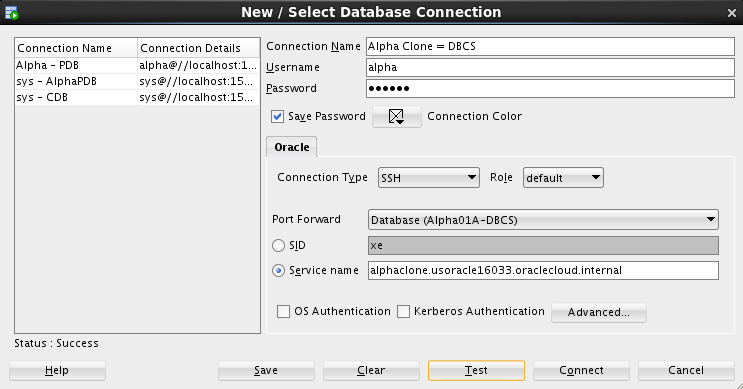 New / Select Database Connection
Connection Name Connection Details
Alpha - PDB alpha@//localhost:1...
sys - AlphaPDB sys@//localhost:15...
sys - CDB sys@//localhost:15...
Connection Name Alpha Clone = DBCS
Username alpha
Password ●●●●●●
Save Password Connection Color
Oracle
Connection Type SSH Role default
Port Forward Database (Alpha01A-DBCS)
SID xe
Service name alphaclone.usoracle16033.oraclecloud.internal
OS Authentication Kerberos Authentication Advanced...
Status : Success
Help Save Clear Test Connect Cancel